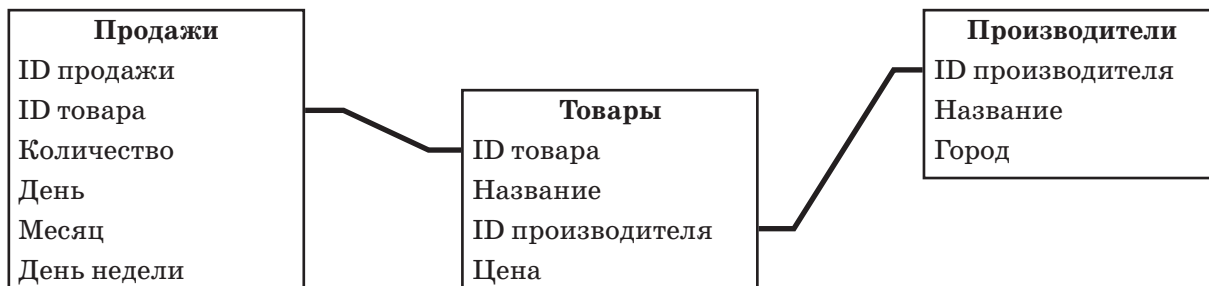 Продажи
ID продажи
ID товара
Количество
День
Месяц
День недели
Товары
ID товара
Название
ID производителя
Цена
Производители
ID производителя
Название
Город